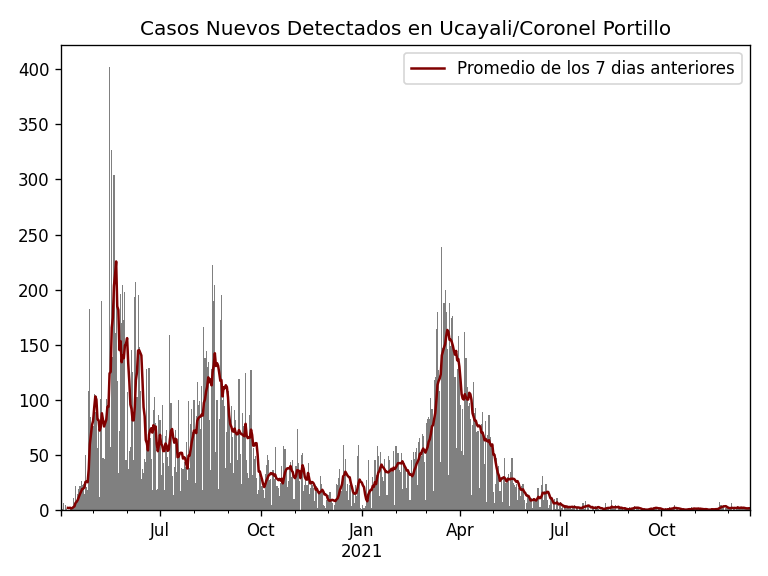 Casos Nuevos Detectados en Ucayali/Coronel Portillo
Promedio de los 7 dias anteriores
400
350
300
250
200
150
100
50
0
Jul
Oct
Jan
2021
Apr
Jul
Oct